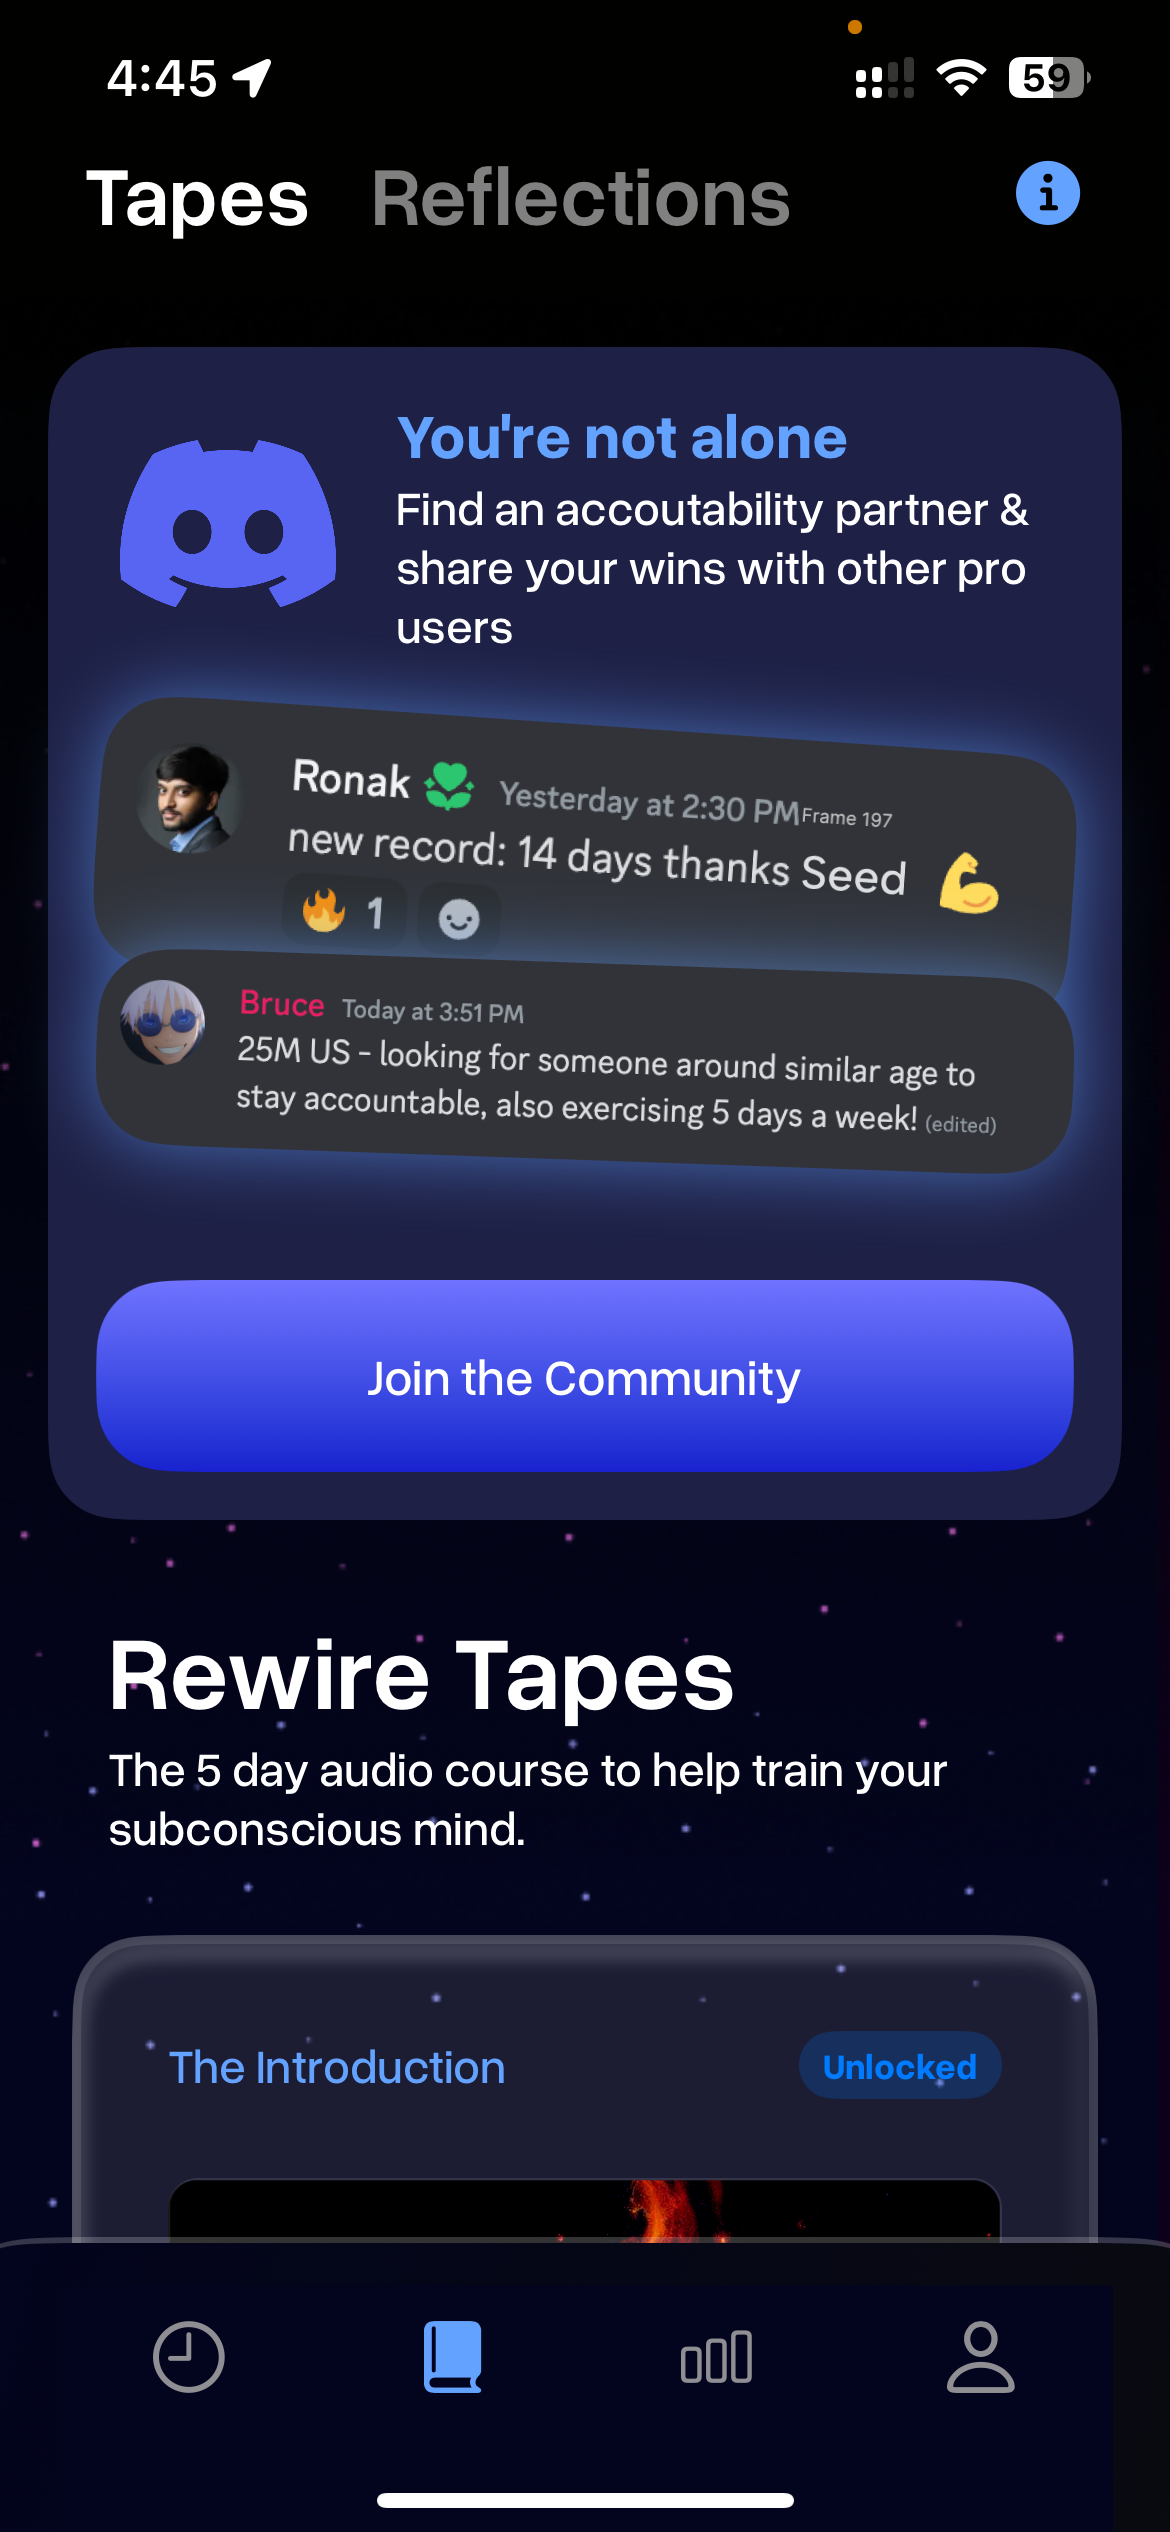 4:45
59
Tapes Reflections
You're not alone
Find an accoutability partner &
share your wins with other pro
users
Ronak Yesterday at 2:30 PM Frame 197
new record: 14 days thanks Seed 💪
🔥 1
Bruce Today at 3:51 PM
25M US - looking for someone around similar age to
stay accountable, also exercising 5 days a week! (edited)
Join the Community
Rewire Tapes
The 5 day audio course to help train your
subconscious mind.
The Introduction Unlocked